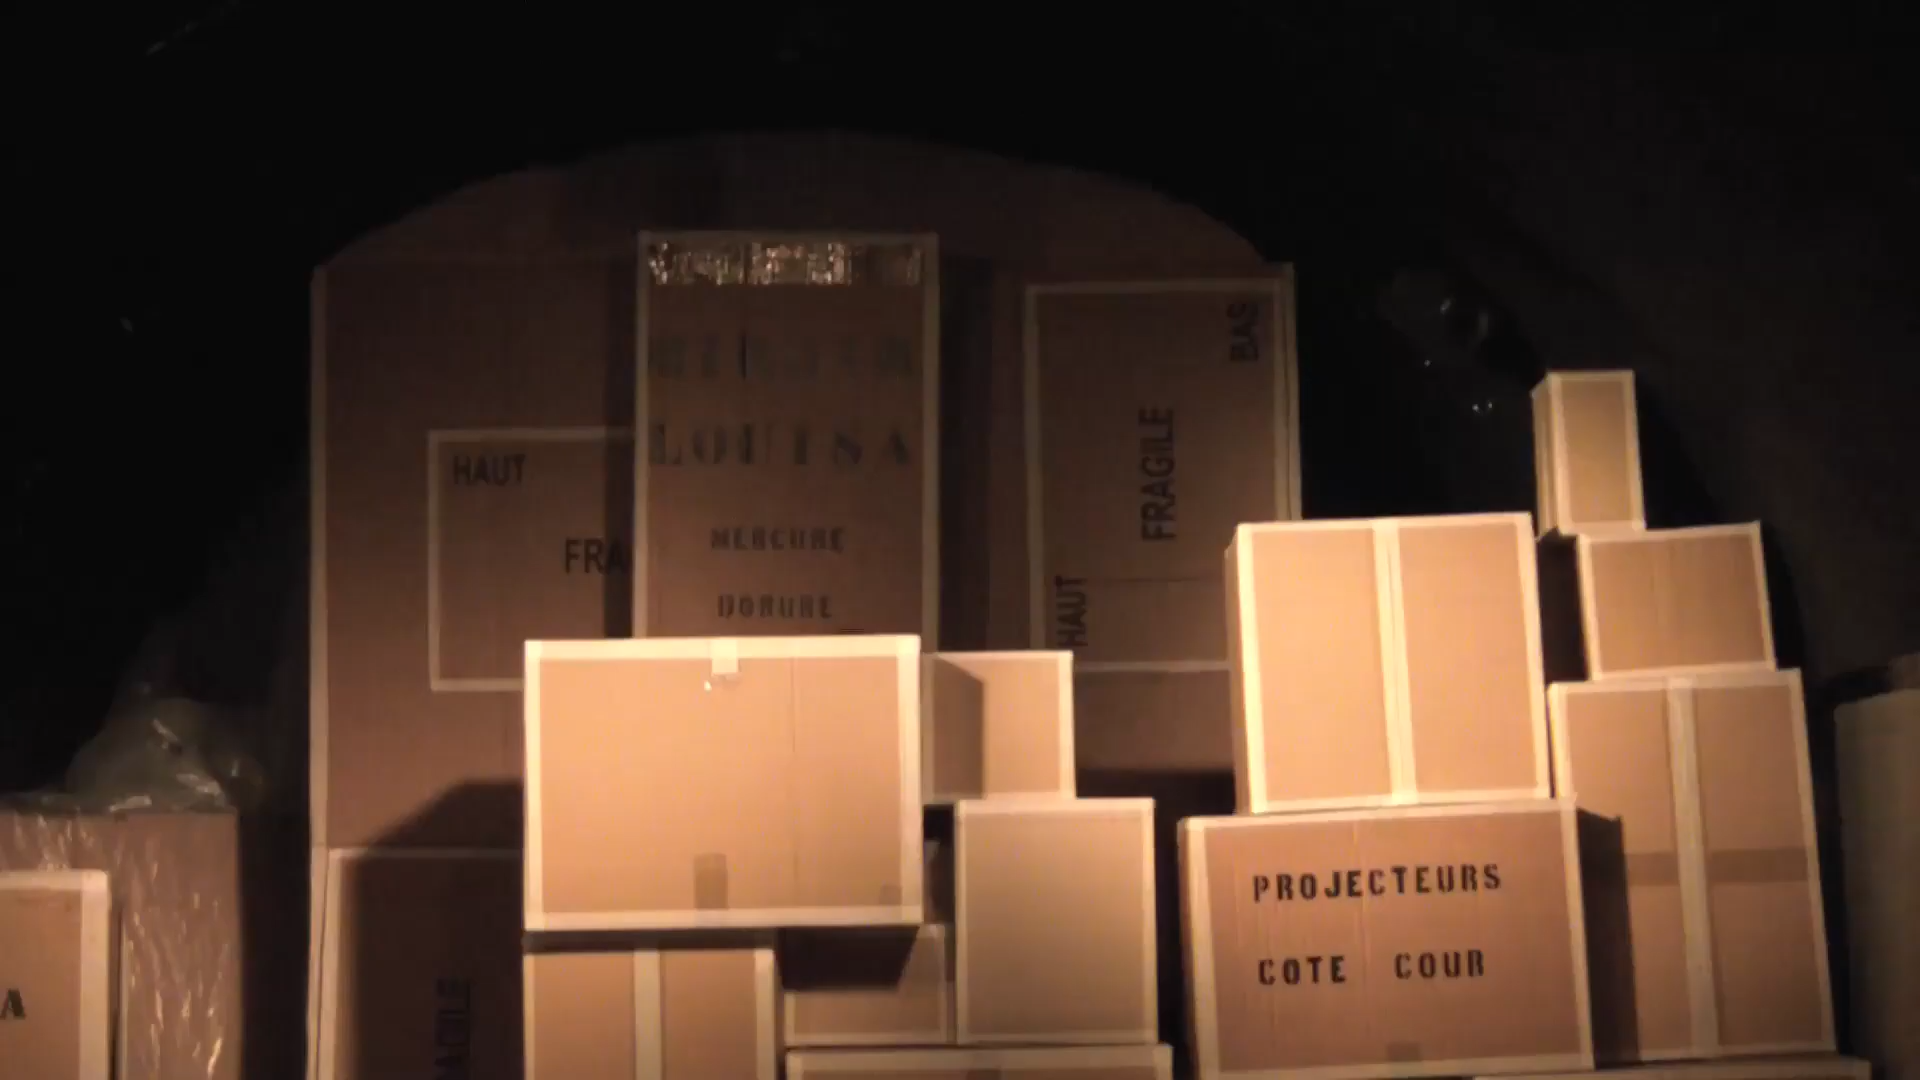 LOUISA
MERCURE
DORURE
HAUT
FRA
BAS
FRAGILE
HAUT
PROJECTEURS
COTE COUR
FRAGILE
A